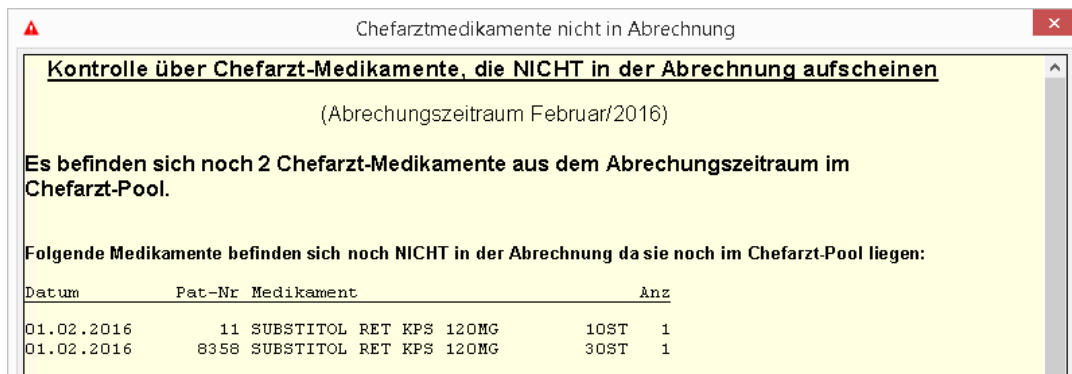 Chefarztmedikamente nicht in Abrechnung
Kontrolle über Chefarzt-Medikamente, die NICHT in der Abrechnung aufscheinen
(Abrechungszeitraum Februar/2016)
Es befinden sich noch 2 Chefarzt-Medikamente aus dem Abrechungszeitraum im
Chefarzt-Pool.
Folgende Medikamente befinden sich noch NICHT in der Abrechnung da sie noch im Chefarzt-Pool liegen:
Datum Pat-Nr Medikament Anz
01.02.2016 11 SUBSTITOL RET KPS 120MG 10ST 1
01.02.2016 8358 SUBSTITOL RET KPS 120MG 30ST 1